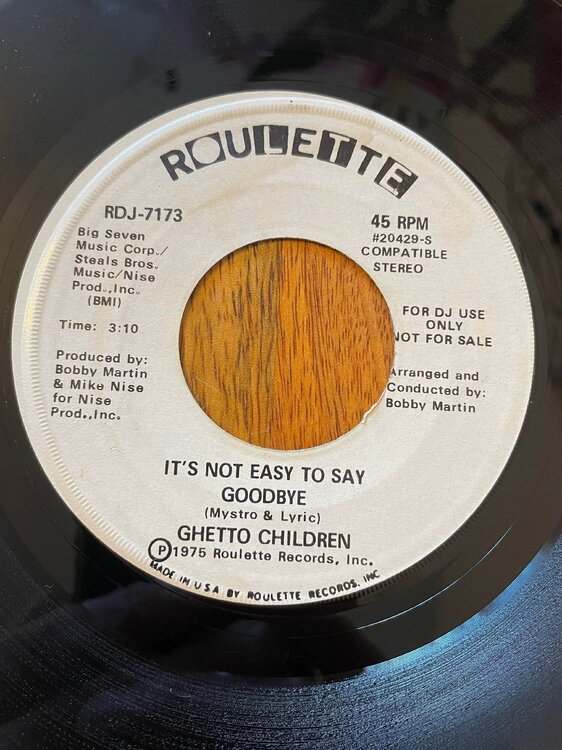 ROULETTE
RDJ-7173
Big Seven
Music Corp./
Steals Bros.
Music/Nise
Prod.,Inc.
(BMI)
Time: 3:10
Produced by:
Bobby Martin
& Mike Nise
for Nise
Prod.,Inc.
45 RPM
#20429-S
COMPATIBLE
STEREO
FOR DJ USE
ONLY
NOT FOR SALE
Arranged and
Conducted by:
Bobby Martin
IT'S NOT EASY TO SAY
GOODBYE
(Mystro & Lyric)
GHETTO CHILDREN
Ⓟ1975 Roulette Records, Inc.
MADE IN U.S.A. BY ROULETTE RECORDS, INC